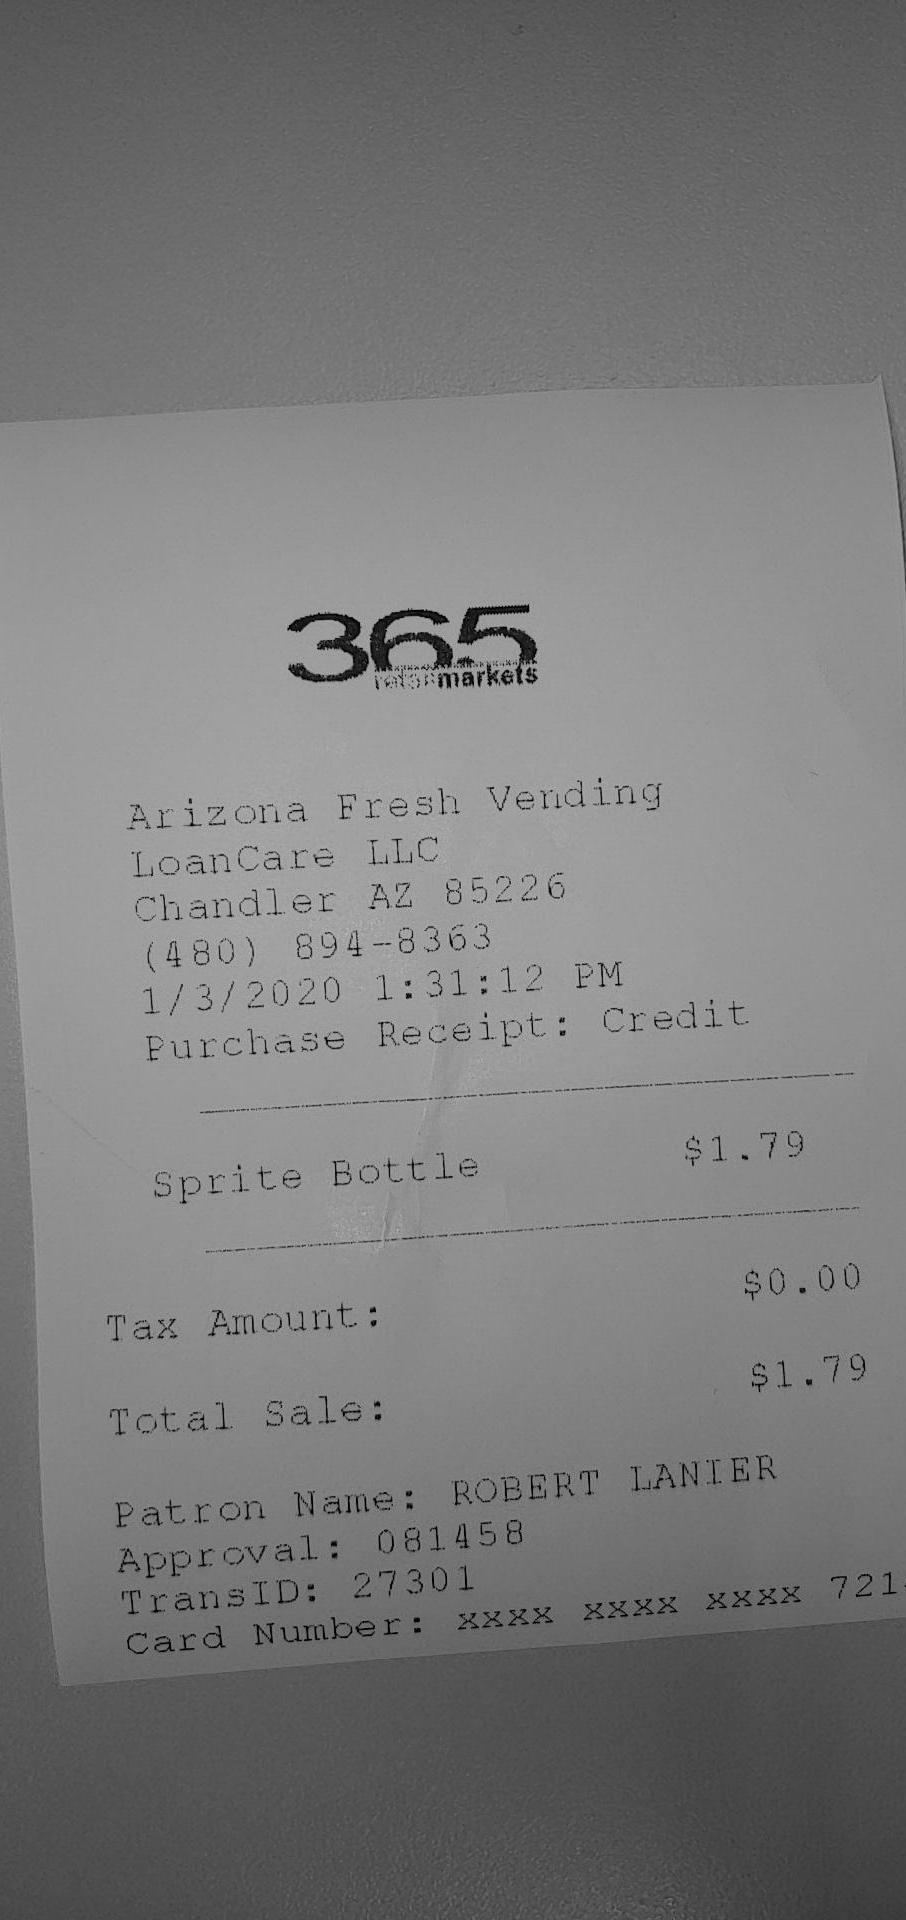 365
retail markets
Arizona Fresh Vending
LoanCare LLC
Chandler AZ 85226
(480) 894-8363
1/3/2020 1:31:12 PM
Purchase Receipt: Credit
Sprite Bottle $1.79
Tax Amount: $0.00
Total Sale: $1.79
Patron Name: ROBERT LANIER
Approval: 081458
TransID: 27301
Card Number: xxxx xxxx xxxx 721